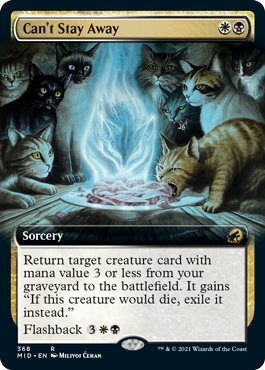 Can't Stay Away
Sorcery
Return target creature card with
mana value 3 or less from your
graveyard to the battlefield. It gains
"If this creature would die, exile it
instead."
Flashback 3
368 R
MID • EN MILIVOJ ĆERAN
™ & © 2021 Wizards of the Coast